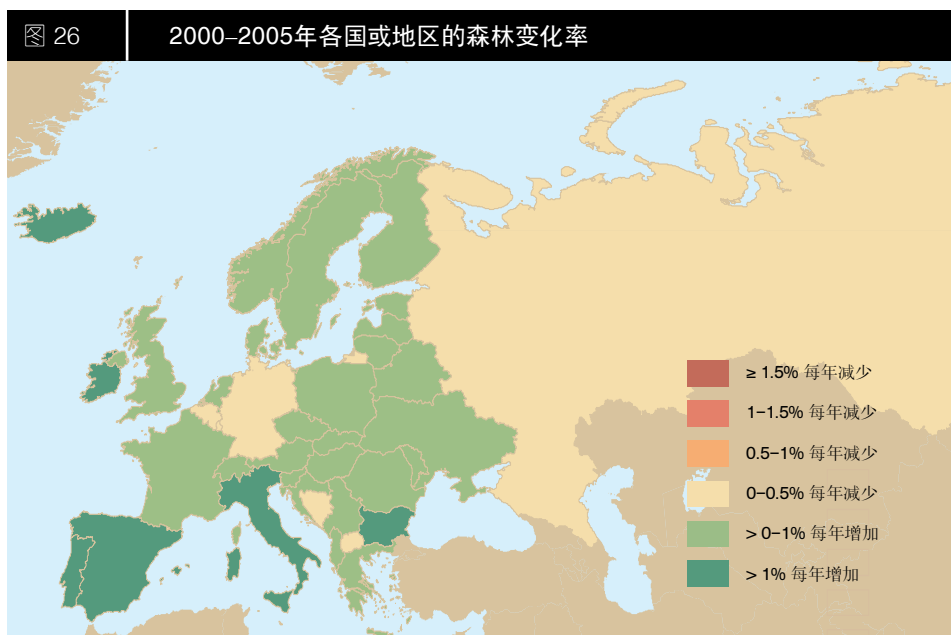 图 26
2000–2005年各国或地区的森林变化率
≥ 1.5% 每年减少
1–1.5% 每年减少
0.5–1% 每年减少
0–0.5% 每年减少
> 0–1% 每年增加
> 1% 每年增加